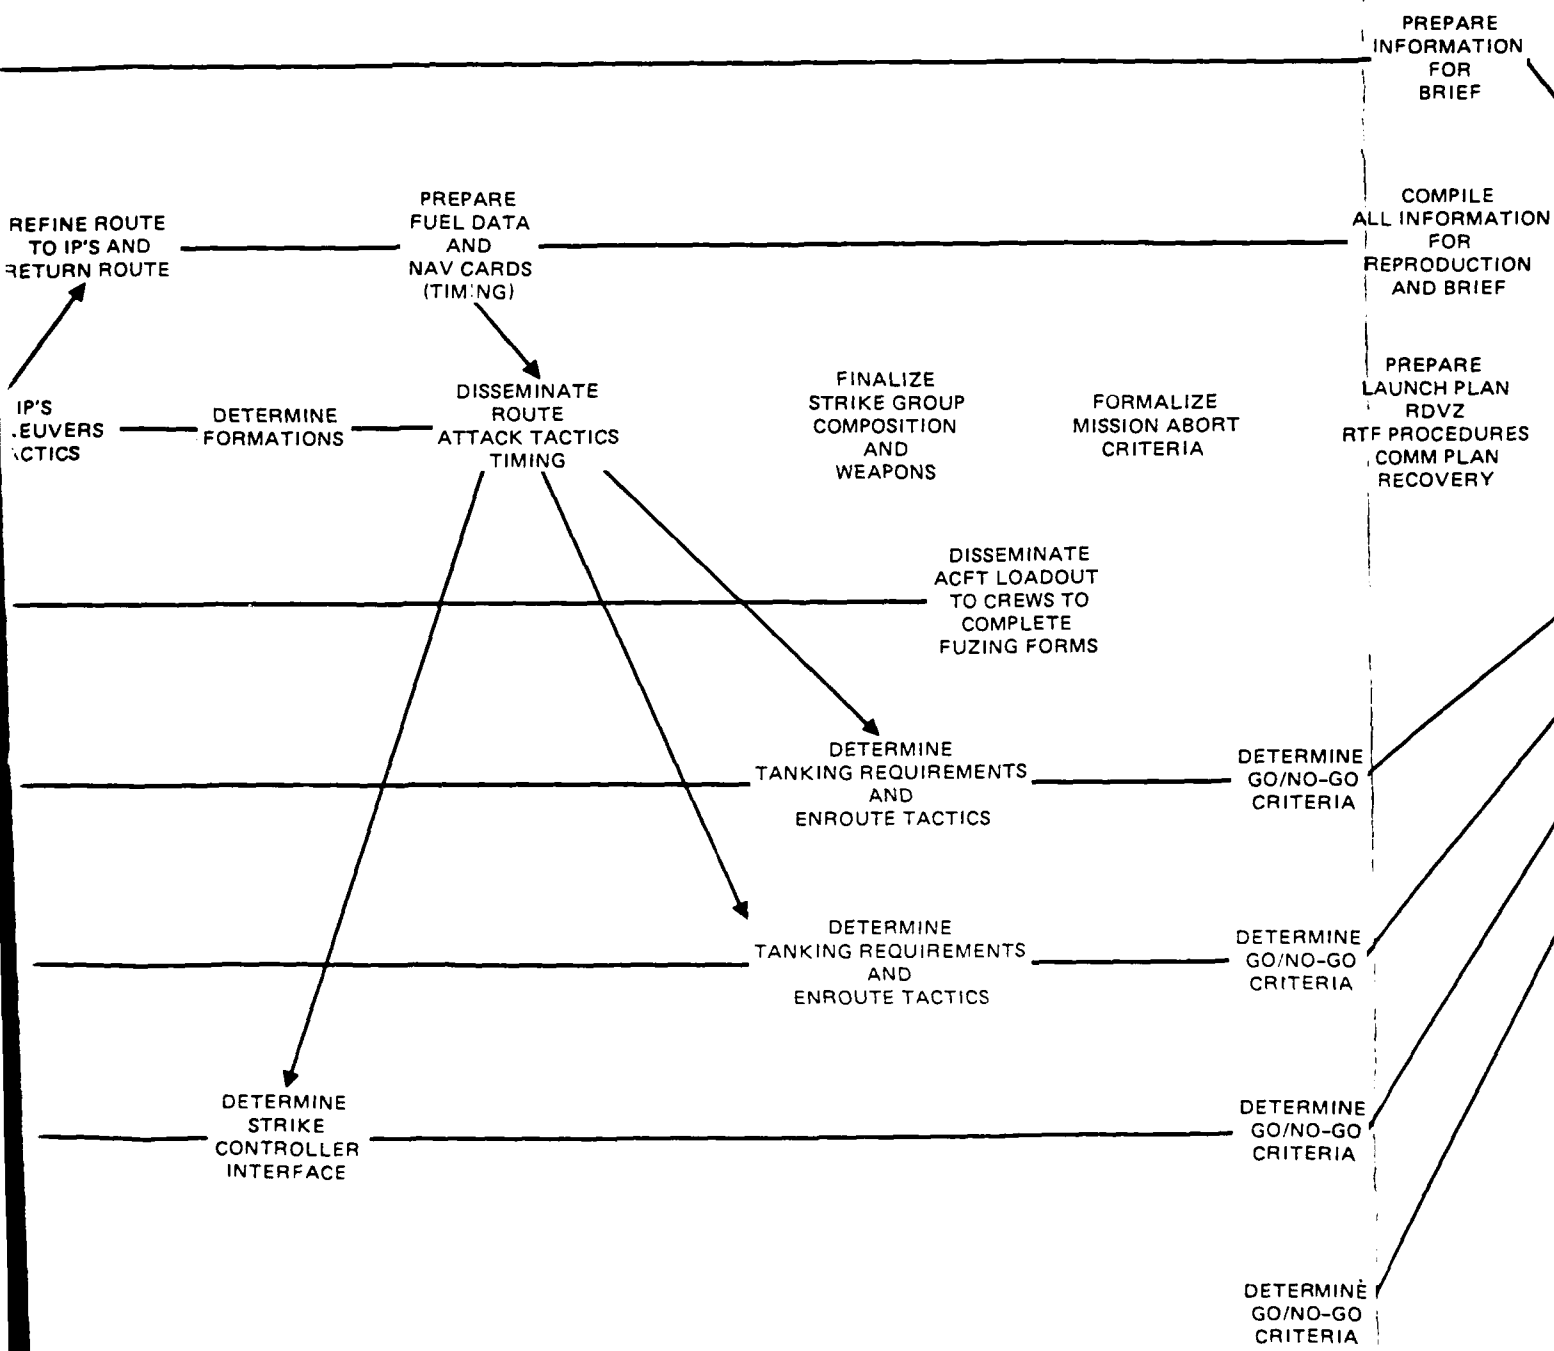 PREPARE
INFORMATION
FOR
BRIEF
REFINE ROUTE
TO IP'S AND
RETURN ROUTE
PREPARE
FUEL DATA
AND
NAV CARDS
(TIMING)
COMPILE
ALL INFORMATION
FOR
REPRODUCTION
AND BRIEF
IP'S
EUVERS
CTICS
DETERMINE
FORMATIONS
DISSEMINATE
ROUTE
ATTACK TACTICS
TIMING
FINALIZE
STRIKE GROUP
COMPOSITION
AND
WEAPONS
FORMALIZE
MISSION ABORT
CRITERIA
PREPARE
LAUNCH PLAN
RDVZ
RTF PROCEDURES
COMM PLAN
RECOVERY
DISSEMINATE
ACFT LOADOUT
TO CREWS TO
COMPLETE
FUZING FORMS
DETERMINE
TANKING REQUIREMENTS
AND
ENROUTE TACTICS
DETERMINE
GO/NO-GO
CRITERIA
DETERMINE
TANKING REQUIREMENTS
AND
ENROUTE TACTICS
DETERMINE
GO/NO-GO
CRITERIA
DETERMINE
STRIKE
CONTROLLER
INTERFACE
DETERMINE
GO/NO-GO
CRITERIA
DETERMINE
GO/NO-GO
CRITERIA